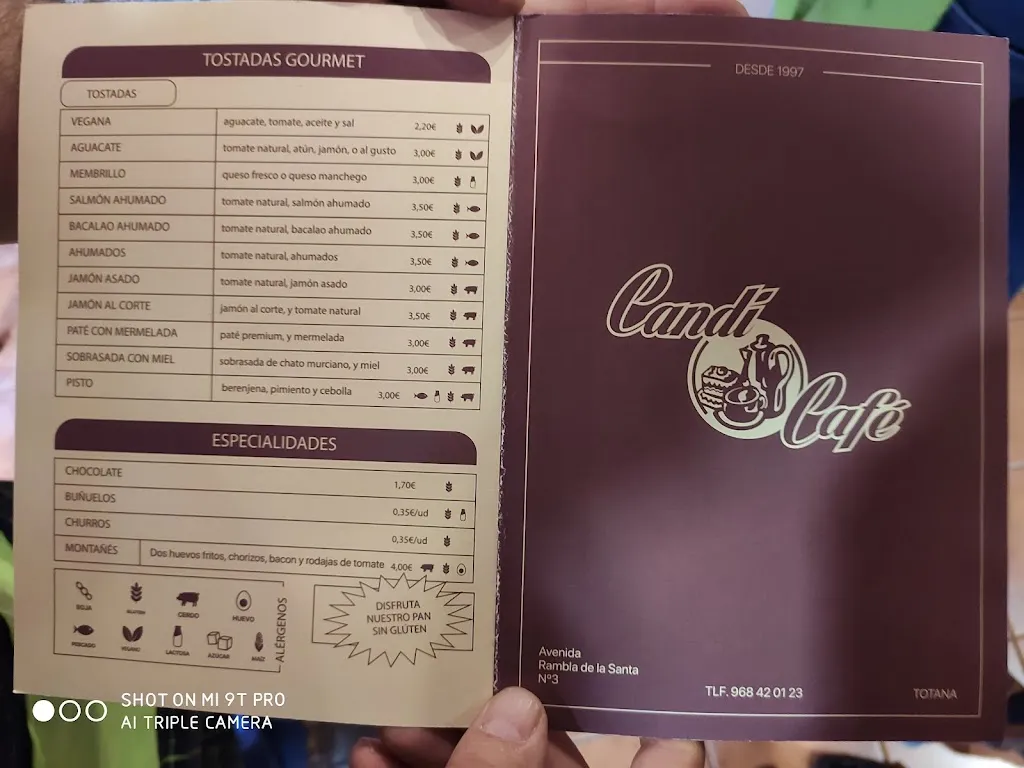 TOSTADAS GOURMET
TOSTADAS
VEGANA aguacate, tomate, aceite y sal 2,20€
AGUACATE tomate natural, atún, jamón, o al gusto 3,00€
MEMBRILLO queso fresco o queso manchego 3,00€
SALMÓN AHUMADO tomate natural, salmón ahumado 3,50€
BACALAO AHUMADO tomate natural, bacalao ahumado 3,50€
AHUMADOS tomate natural, ahumados 3,50€
JAMÓN ASADO tomate natural, jamón asado 3,00€
JAMÓN AL CORTE jamón al corte, y tomate natural 3,50€
PATÉ CON MERMELADA paté premium, y mermelada 3,00€
SOBRASADA CON MIEL sobrasada de chato murciano, y miel 3,00€
PISTO berenjena, pimiento y cebolla 3,00€
ESPECIALIDADES
CHOCOLATE 1,70€
BUÑUELOS 0,35€/ud
CHURROS 0,35€/ud
MONTAÑÉS Dos huevos fritos, chorizos, bacon y rodajas de tomate 4,00€
SOJA GLUTEN CERDO HUEVO
PESCADO VEGANO LACTOSA AZÚCAR MAÍZ
ALÉRGENOS
DISFRUTA
NUESTRO PAN
SIN GLÚTEN
DESDE 1997
Candi
Café
Avenida
Rambla de la Santa
Nº3
TLF. 968 42 01 23
TOTANA
SHOT ON MI 9T PRO
AI TRIPLE CAMERA